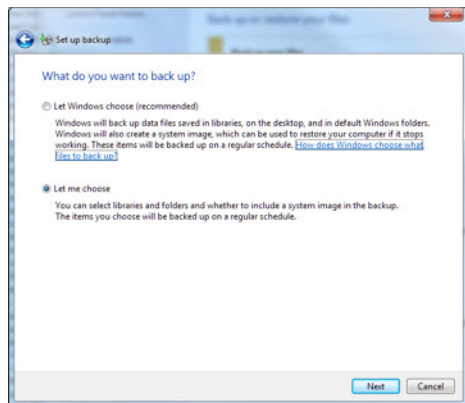 Set up backup
What do you want to back up?
Let Windows choose (recommended)
Windows will back up data files saved in libraries, on the desktop, and in default Windows folders.
Windows will also create a system image, which can be used to restore your computer if it stops
working. These items will be backed up on a regular schedule. How does Windows choose what
files to back up?
Let me choose
You can select libraries and folders and whether to include a system image in the backup.
The items you choose will be backed up on a regular schedule.
Next
Cancel